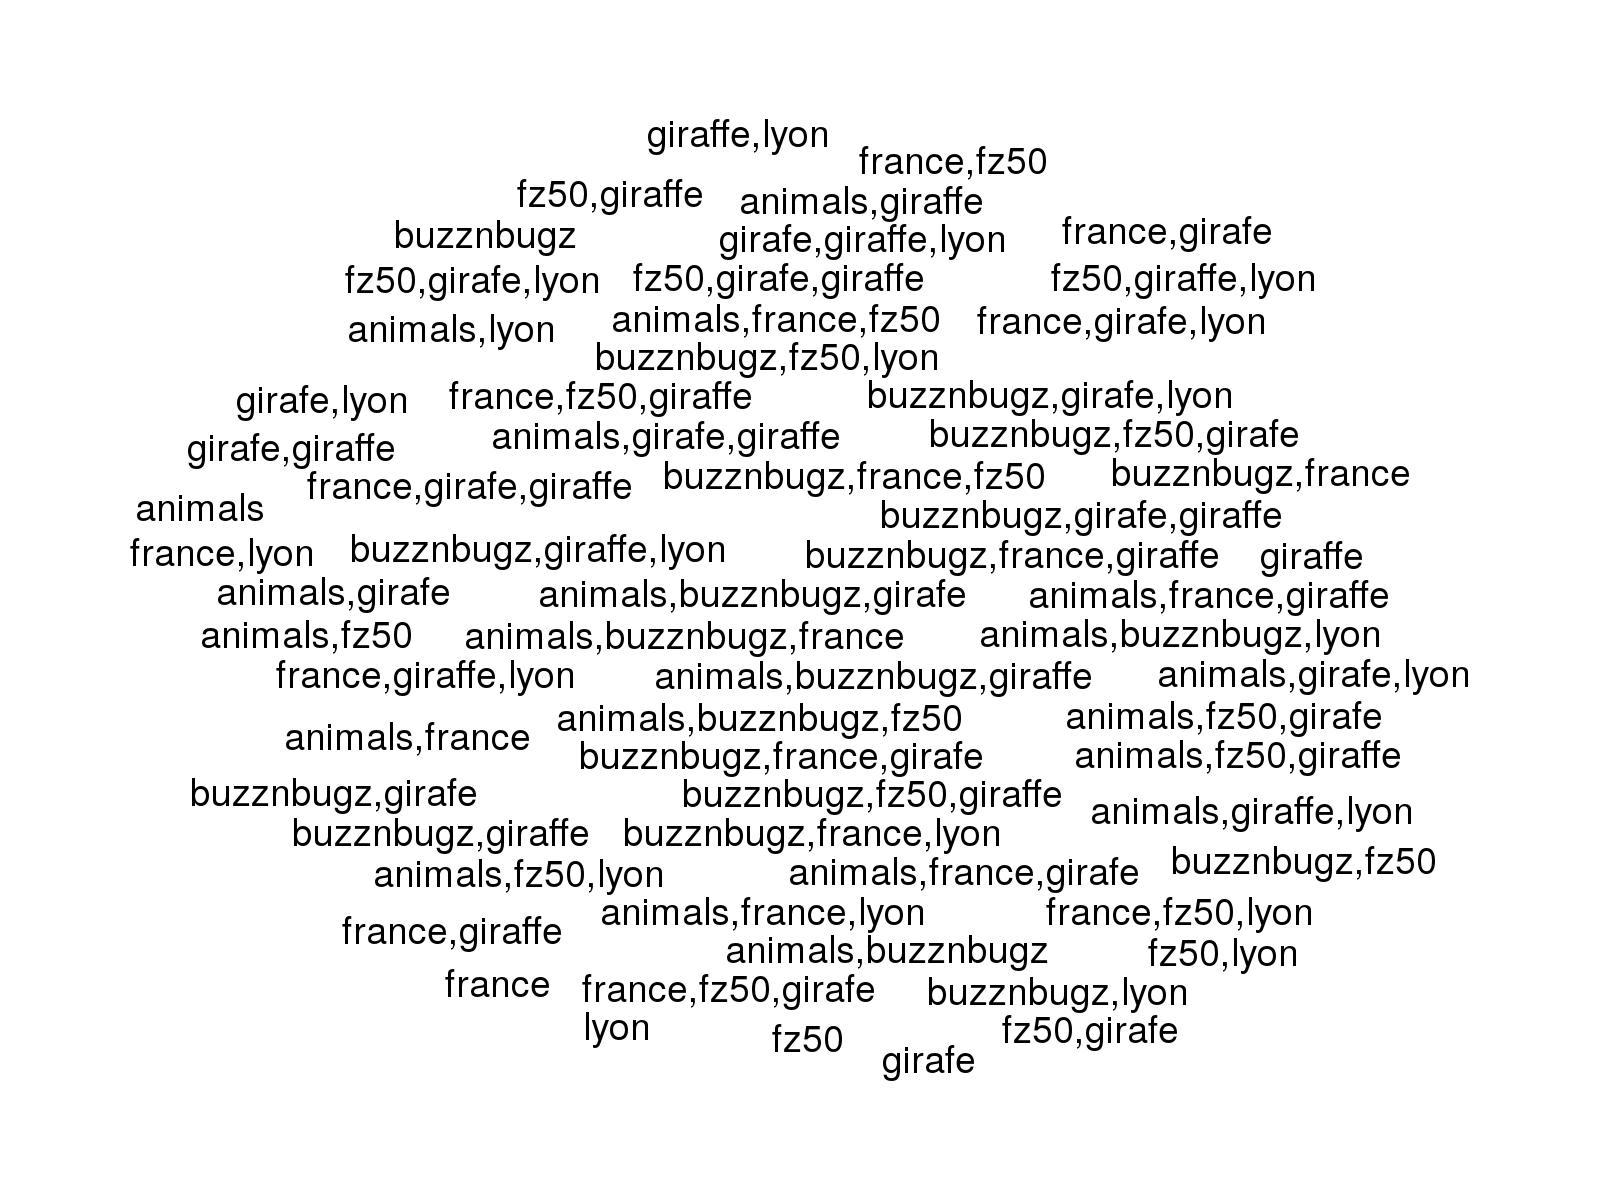 giraffe,lyon
france,fz50
fz50,giraffe
animals,giraffe
buzznbugz
girafe,giraffe,lyon
france,girafe
fz50,girafe,lyon
fz50,girafe,giraffe
fz50,giraffe,lyon
animals,lyon
animals,france,fz50
france,girafe,lyon
buzznbugz,fz50,lyon
girafe,lyon
france,fz50,giraffe
buzznbugz,girafe,lyon
girafe,giraffe
animals,girafe,giraffe
buzznbugz,fz50,girafe
france,girafe,giraffe
buzznbugz,france,fz50
buzznbugz,france
animals
buzznbugz,girafe,giraffe
france,lyon
buzznbugz,giraffe,lyon
buzznbugz,france,giraffe
giraffe
animals,girafe
animals,buzznbugz,girafe
animals,france,giraffe
animals,fz50
animals,buzznbugz,france
animals,buzznbugz,lyon
france,giraffe,lyon
animals,buzznbugz,giraffe
animals,girafe,lyon
animals,france
animals,buzznbugz,fz50
animals,fz50,girafe
buzznbugz,france,girafe
animals,fz50,giraffe
buzznbugz,girafe
buzznbugz,fz50,giraffe
animals,giraffe,lyon
buzznbugz,giraffe
buzznbugz,france,lyon
animals,fz50,lyon
animals,france,girafe
buzznbugz,fz50
france,giraffe
animals,france,lyon
france,fz50,lyon
animals,buzznbugz
fz50,lyon
france
france,fz50,girafe
buzznbugz,lyon
lyon
fz50
fz50,girafe
girafe